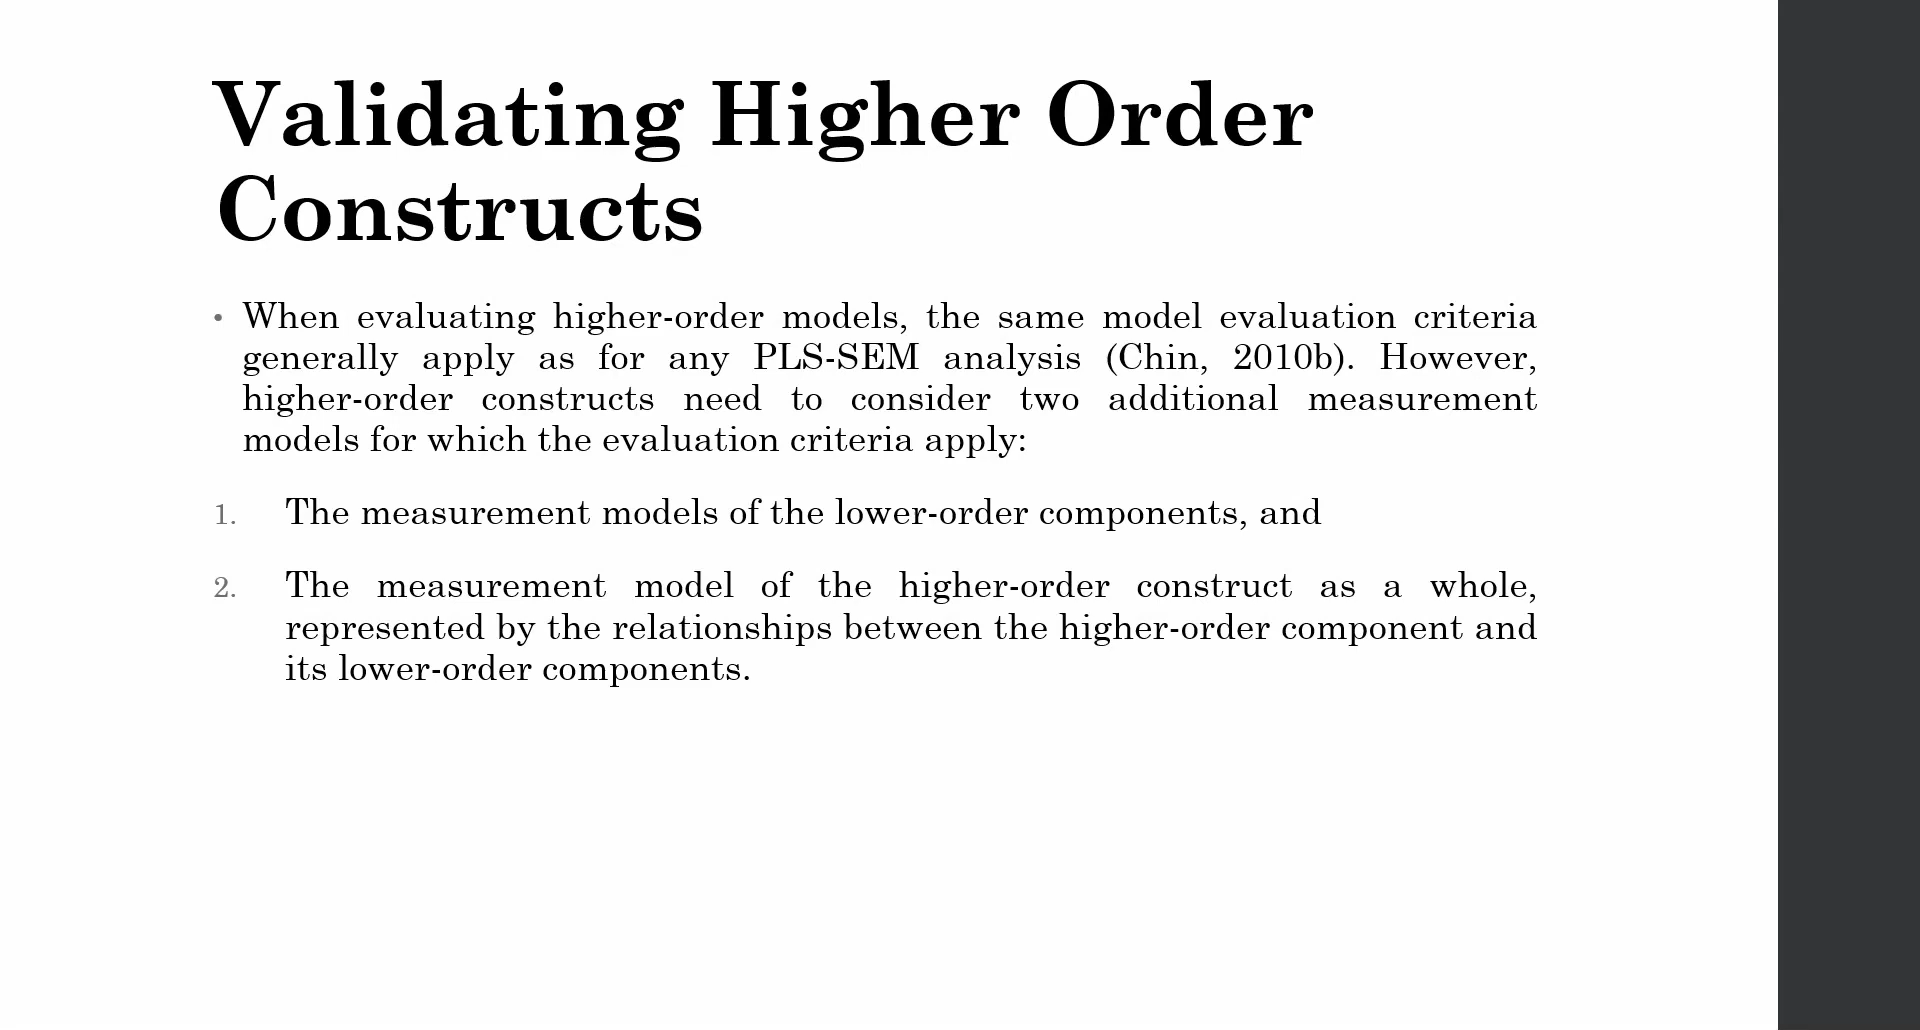 Validating Higher Order
Constructs
• When evaluating higher-order models, the same model evaluation criteria
generally apply as for any PLS-SEM analysis (Chin, 2010b). However,
higher-order constructs need to consider two additional measurement
models for which the evaluation criteria apply:
1. The measurement models of the lower-order components, and
2. The measurement model of the higher-order construct as a whole,
represented by the relationships between the higher-order component and
its lower-order components.